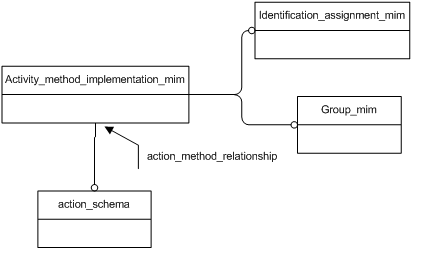 Identification_assignment_mim
Activity_method_implementation_mim
Group_mim
action_method_relationship
action_schema